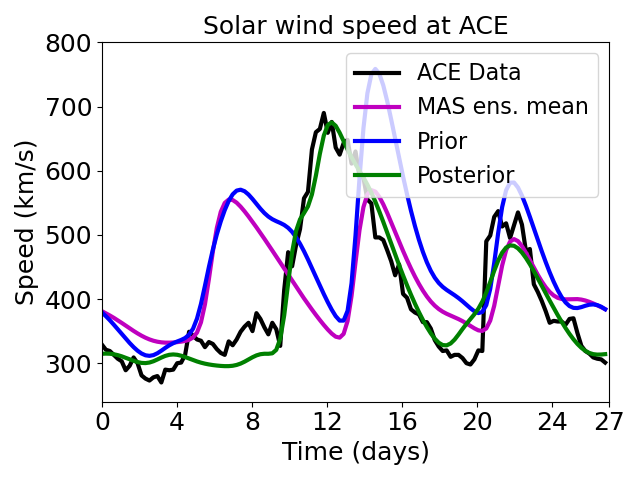 Solar wind speed at ACE
800
700
600
500
400
300
Speed (km/s)
ACE Data
MAS ens. mean
Prior
Posterior
0 4 8 12 16 20 24 27
Time (days)